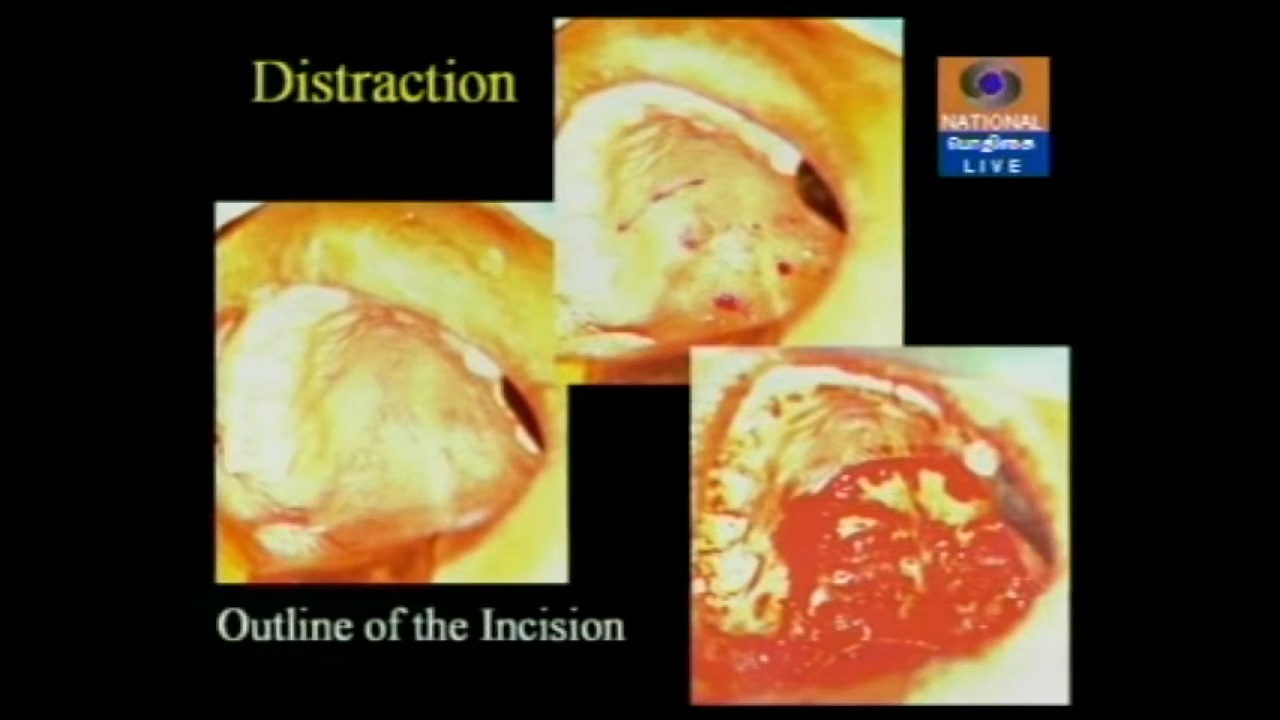 Distraction
NATIONAL
பொதிகை
LIVE
Outline of the Incision